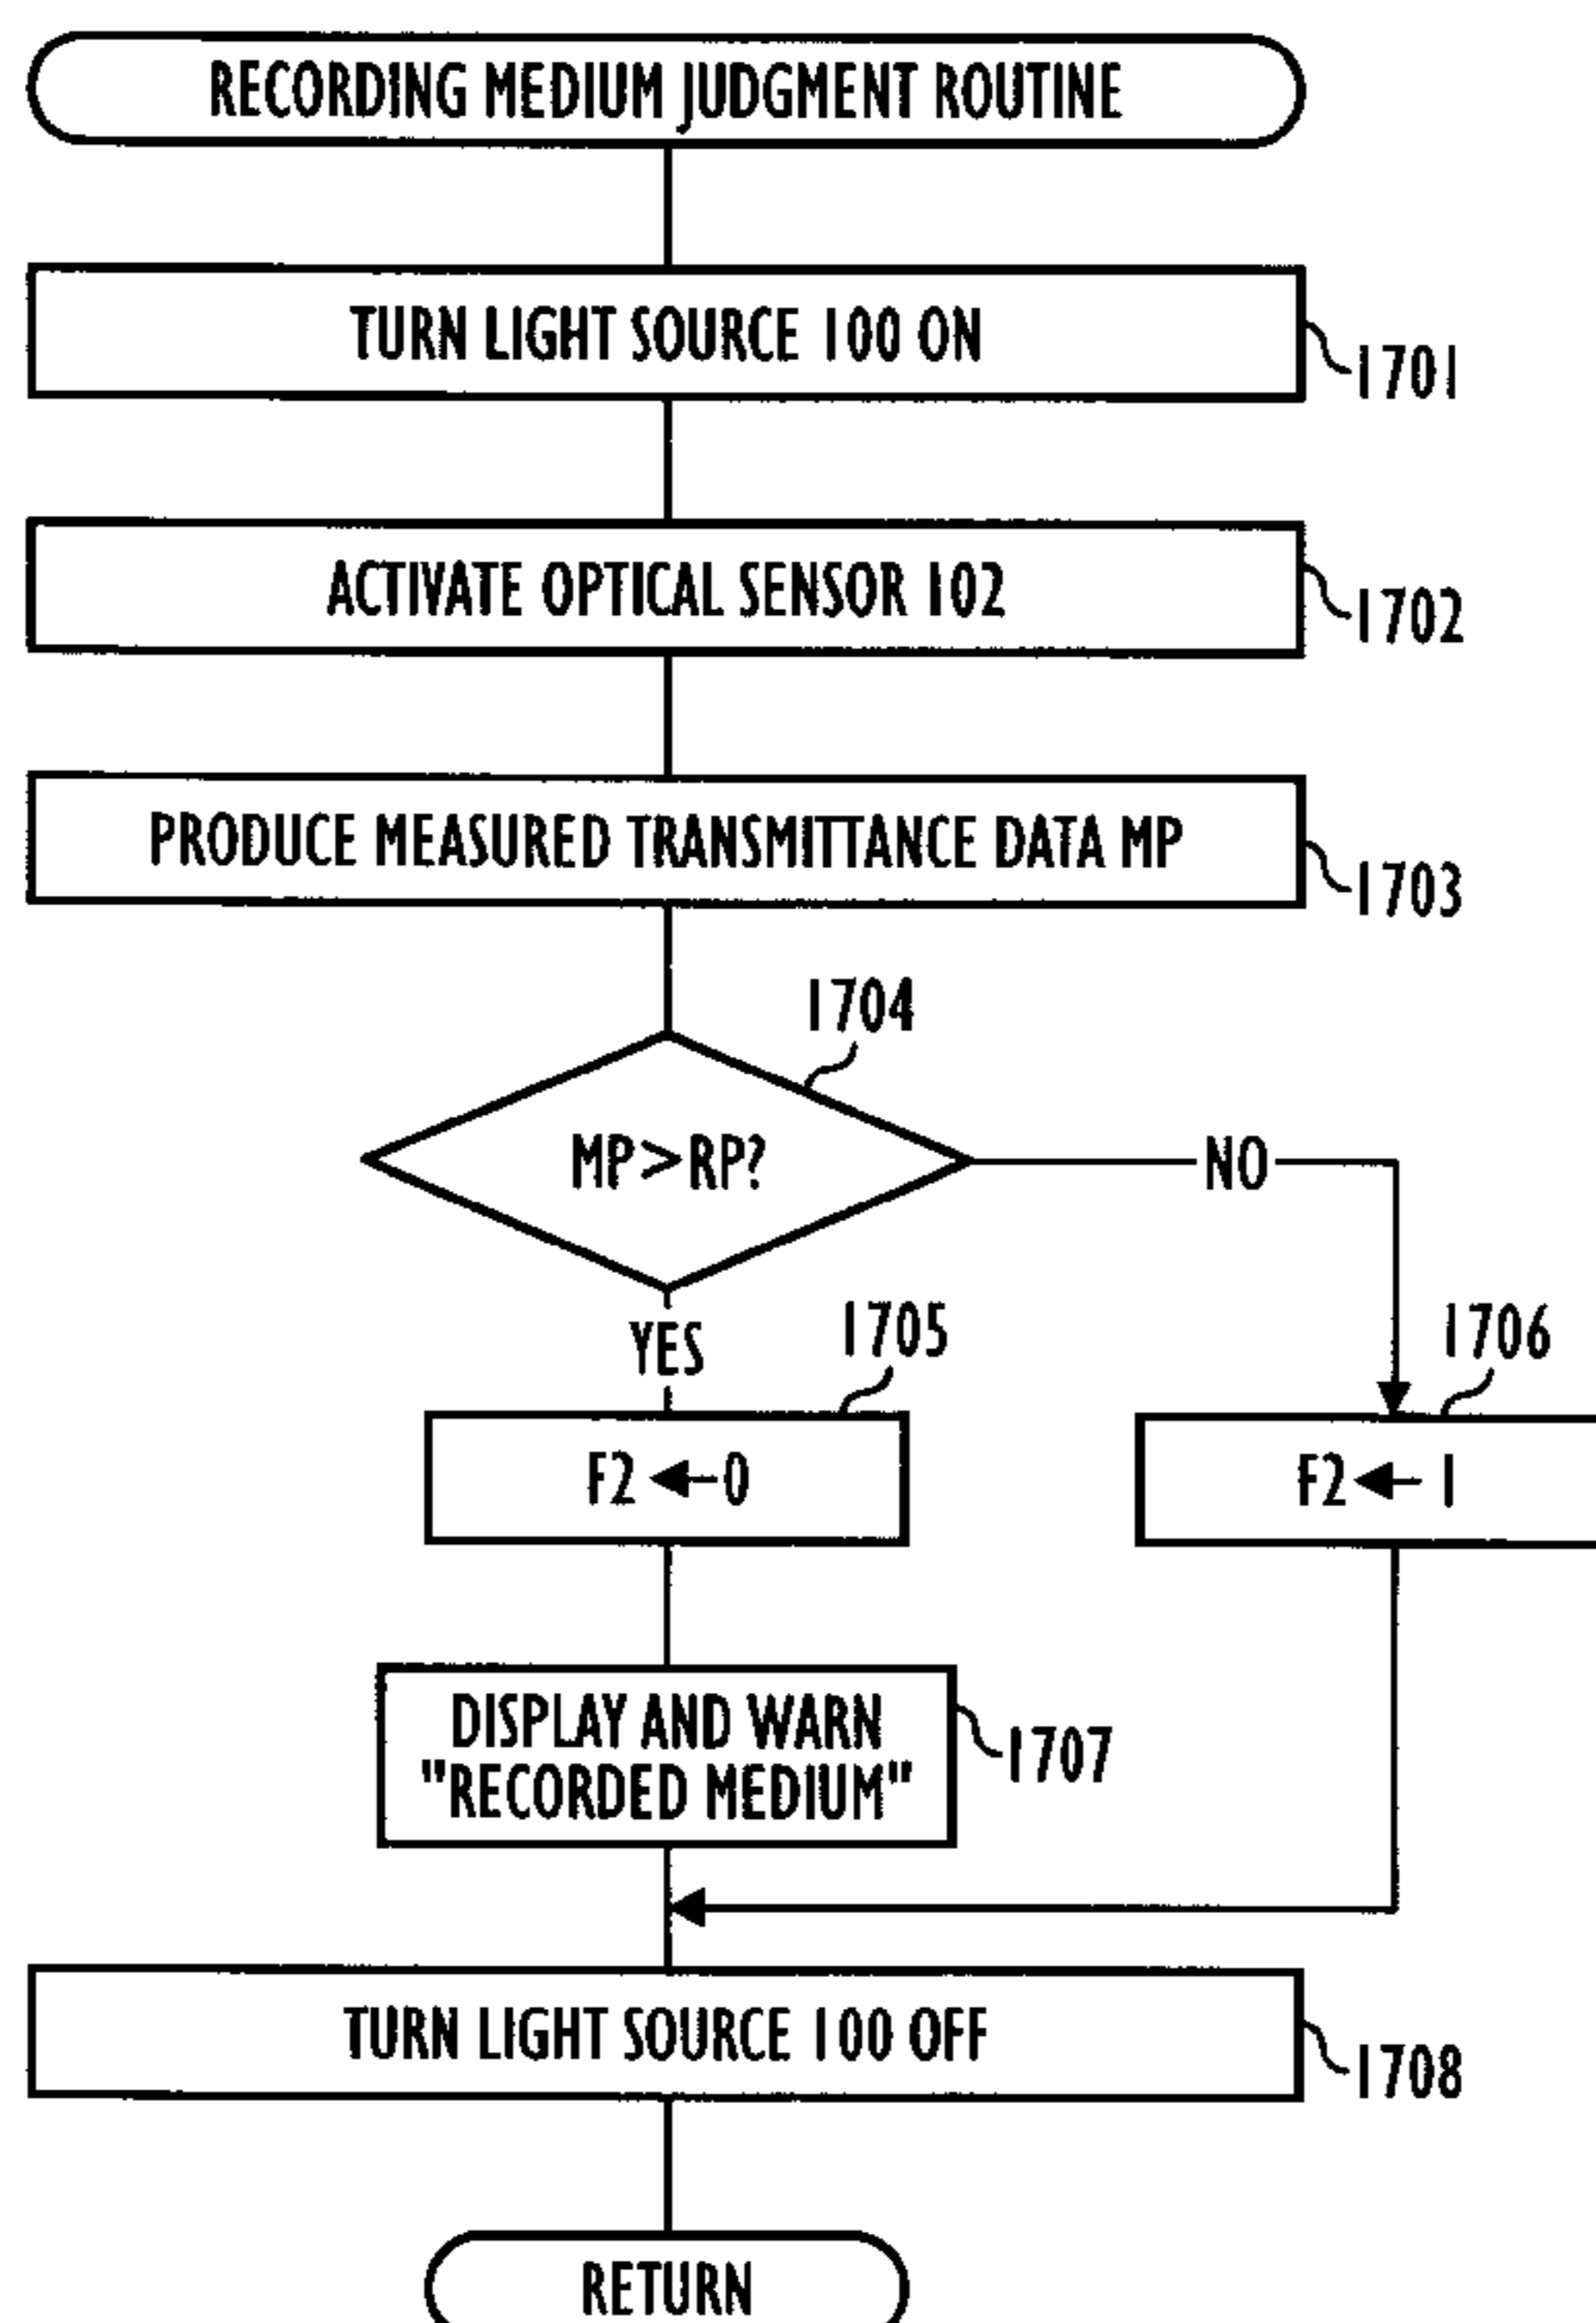 RECORDING MEDIUM JUDGMENT ROUTINE
TURN LIGHT SOURCE 100 ON
1701
ACTIVATE OPTICAL SENSOR 102
1702
PRODUCE MEASURED TRANSMITTANCE DATA MP
1703
1704
MP>RP?
NO
YES
1705
1706
F2←0
F2←1
DISPLAY AND WARN
"RECORDED MEDIUM"
1707
TURN LIGHT SOURCE 100 OFF
1708
RETURN